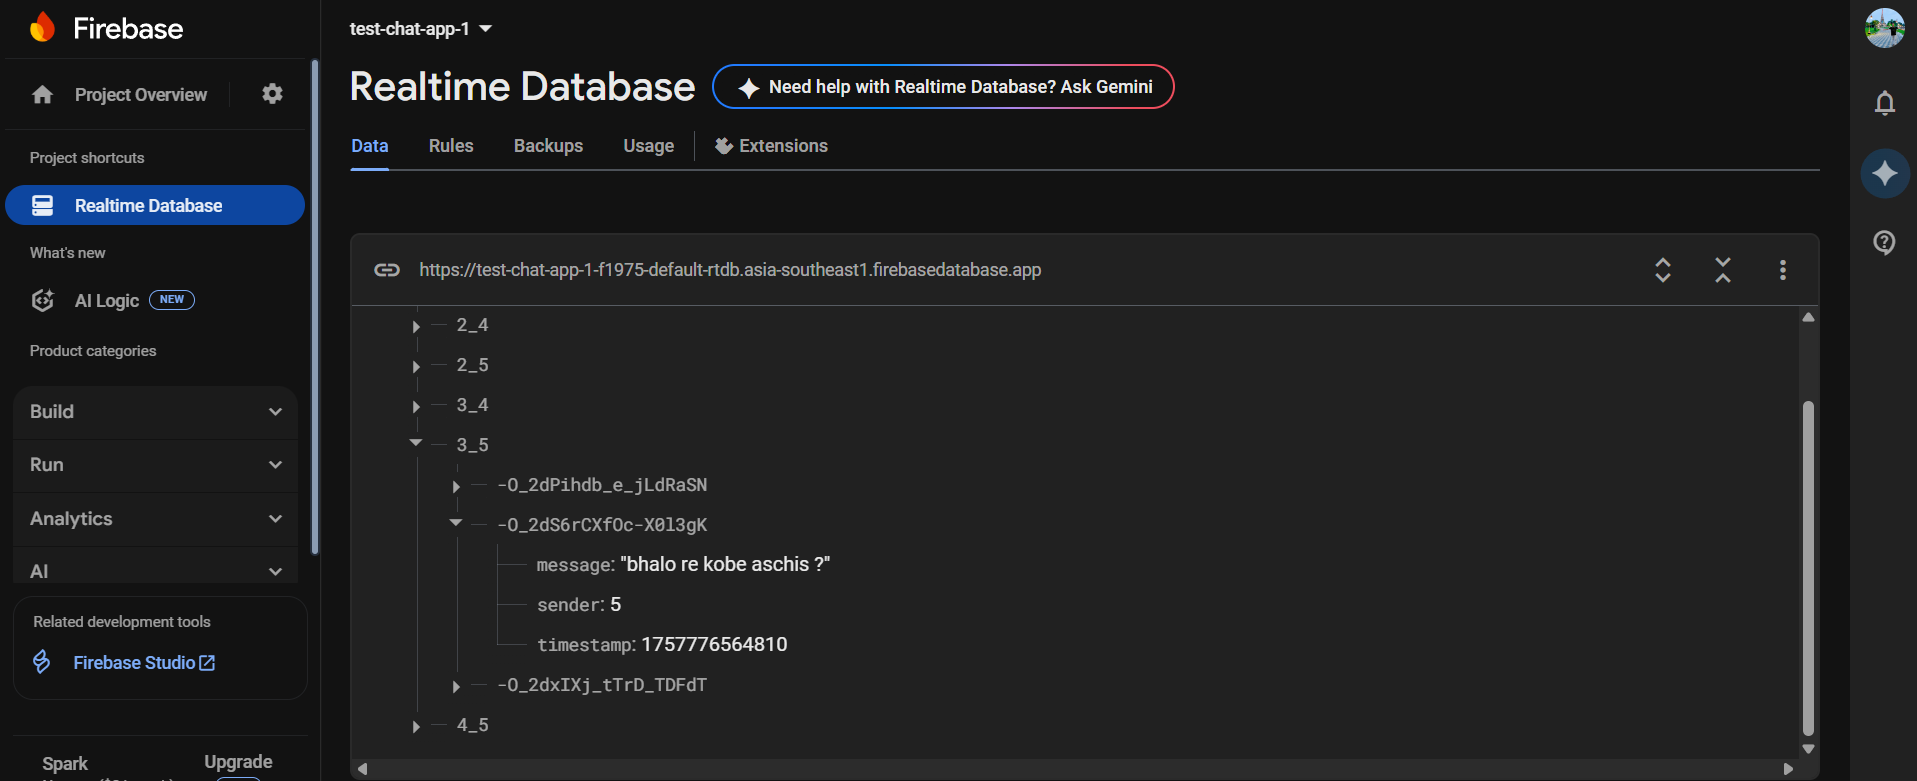 Firebase
Project Overview
Project shortcuts
Realtime Database
What's new
AI Logic NEW
Product categories
Build
Run
Analytics
AI
Related development tools
Firebase Studio
Spark Upgrade
test-chat-app-1
Realtime Database
Need help with Realtime Database? Ask Gemini
Data Rules Backups Usage Extensions
https://test-chat-app-1-f1975-default-rtdb.asia-southeast1.firebasedatabase.app
2_4
2_5
3_4
3_5
-O_2dPihdb_e_jLdRaSN
-O_2dS6rCXfOc-X0l3gK
message: "bhalo re kobe aschis ?"
sender: 5
timestamp: 1757776564810
-O_2dxIXj_tTrD_TDFdT
4_5